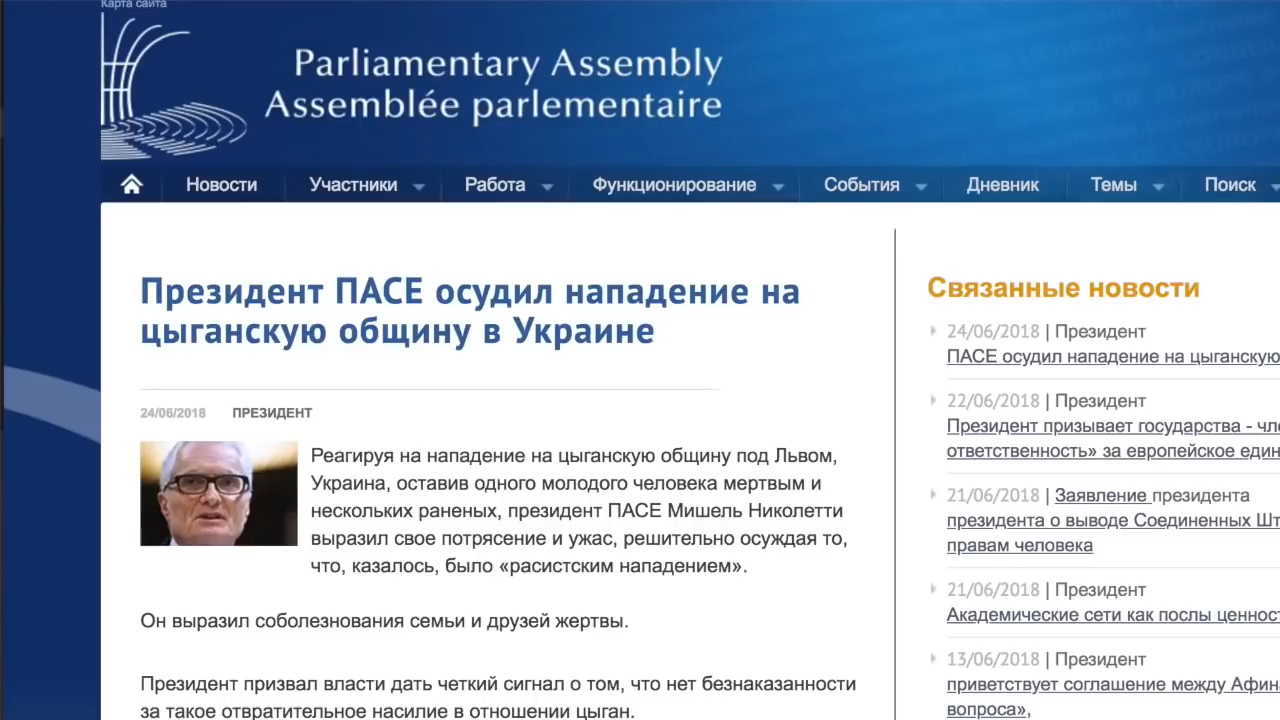 Карта сайта
Parliamentary Assembly
Assemblée parlementaire
Новости Участники Работа Функционирование События Дневник Темы Поиск
Президент ПАСЕ осудил нападение на
цыганскую общину в Украине
24/06/2018 ПРЕЗИДЕНТ
Реагируя на нападение на цыганскую общину под Львом,
Украина, оставив одного молодого человека мертвым и
нескольких раненых, президент ПАСЕ Мишель Николетти
выразил свое потрясение и ужас, решительно осуждая то,
что, казалось, было «расистским нападением».
Он выразил соболезнования семьи и друзей жертвы.
Президент призвал власти дать четкий сигнал о том, что нет безнаказанности
за такое отвратительное насилие в отношении цыган.
Связанные новости
24/06/2018 | Президент
ПАСЕ осудил нападение на цыганскую
22/06/2018 | Президент
Президент призывает государства - чле
ответственность» за европейское един
21/06/2018 | Заявление президента
президента о выводе Соединенных Шт
правам человека
21/06/2018 | Президент
Академические сети как послы ценнос
13/06/2018 | Президент
приветствует соглашение между Афин
вопроса»,